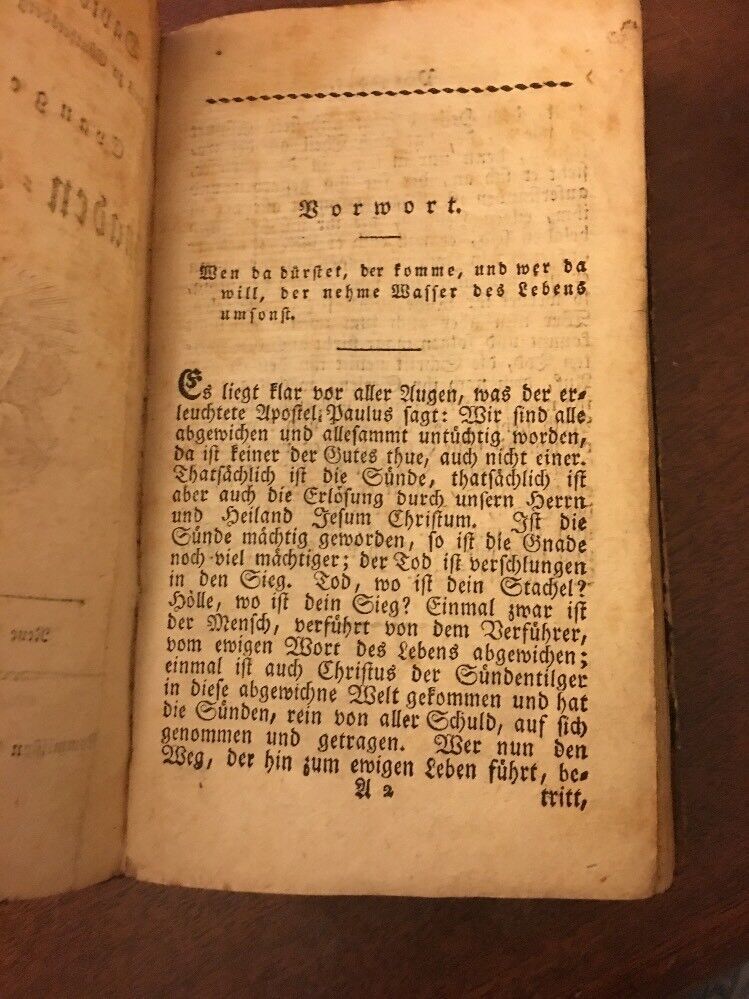 Vorwort.
Wen da dürstet, der komme, und wer da
will, der nehme Wasser des Lebens
umsonst.
Es liegt klar vor aller Augen, was der er-
leuchtete Apostel Paulus sagt: Wir sind alle
abgewichen und allesammt untüchtig worden,
da ist keiner der Gutes thue, auch nicht einer.
Thatsächlich ist die Sünde, thatsächlich ist
aber auch die Erlösung durch unsern Herrn
und Heiland Jesum Christum. Ist die
Sünde mächtig geworden, so ist die Gnade
noch viel mächtiger; der Tod ist verschlungen
in den Sieg. Tod, wo ist dein Stachel?
Hölle, wo ist dein Sieg? Einmal zwar ist
der Mensch, verführt von dem Verführer,
vom ewigen Wort des Lebens abgewichen;
einmal ist auch Christus der Sündentilger
in diese abgewichne Welt gekommen und hat
die Sünden, rein von aller Schuld, auf sich
genommen und getragen. Wer nun den
Weg, der hin zum ewigen Leben führt, be-
A 2 tritt,